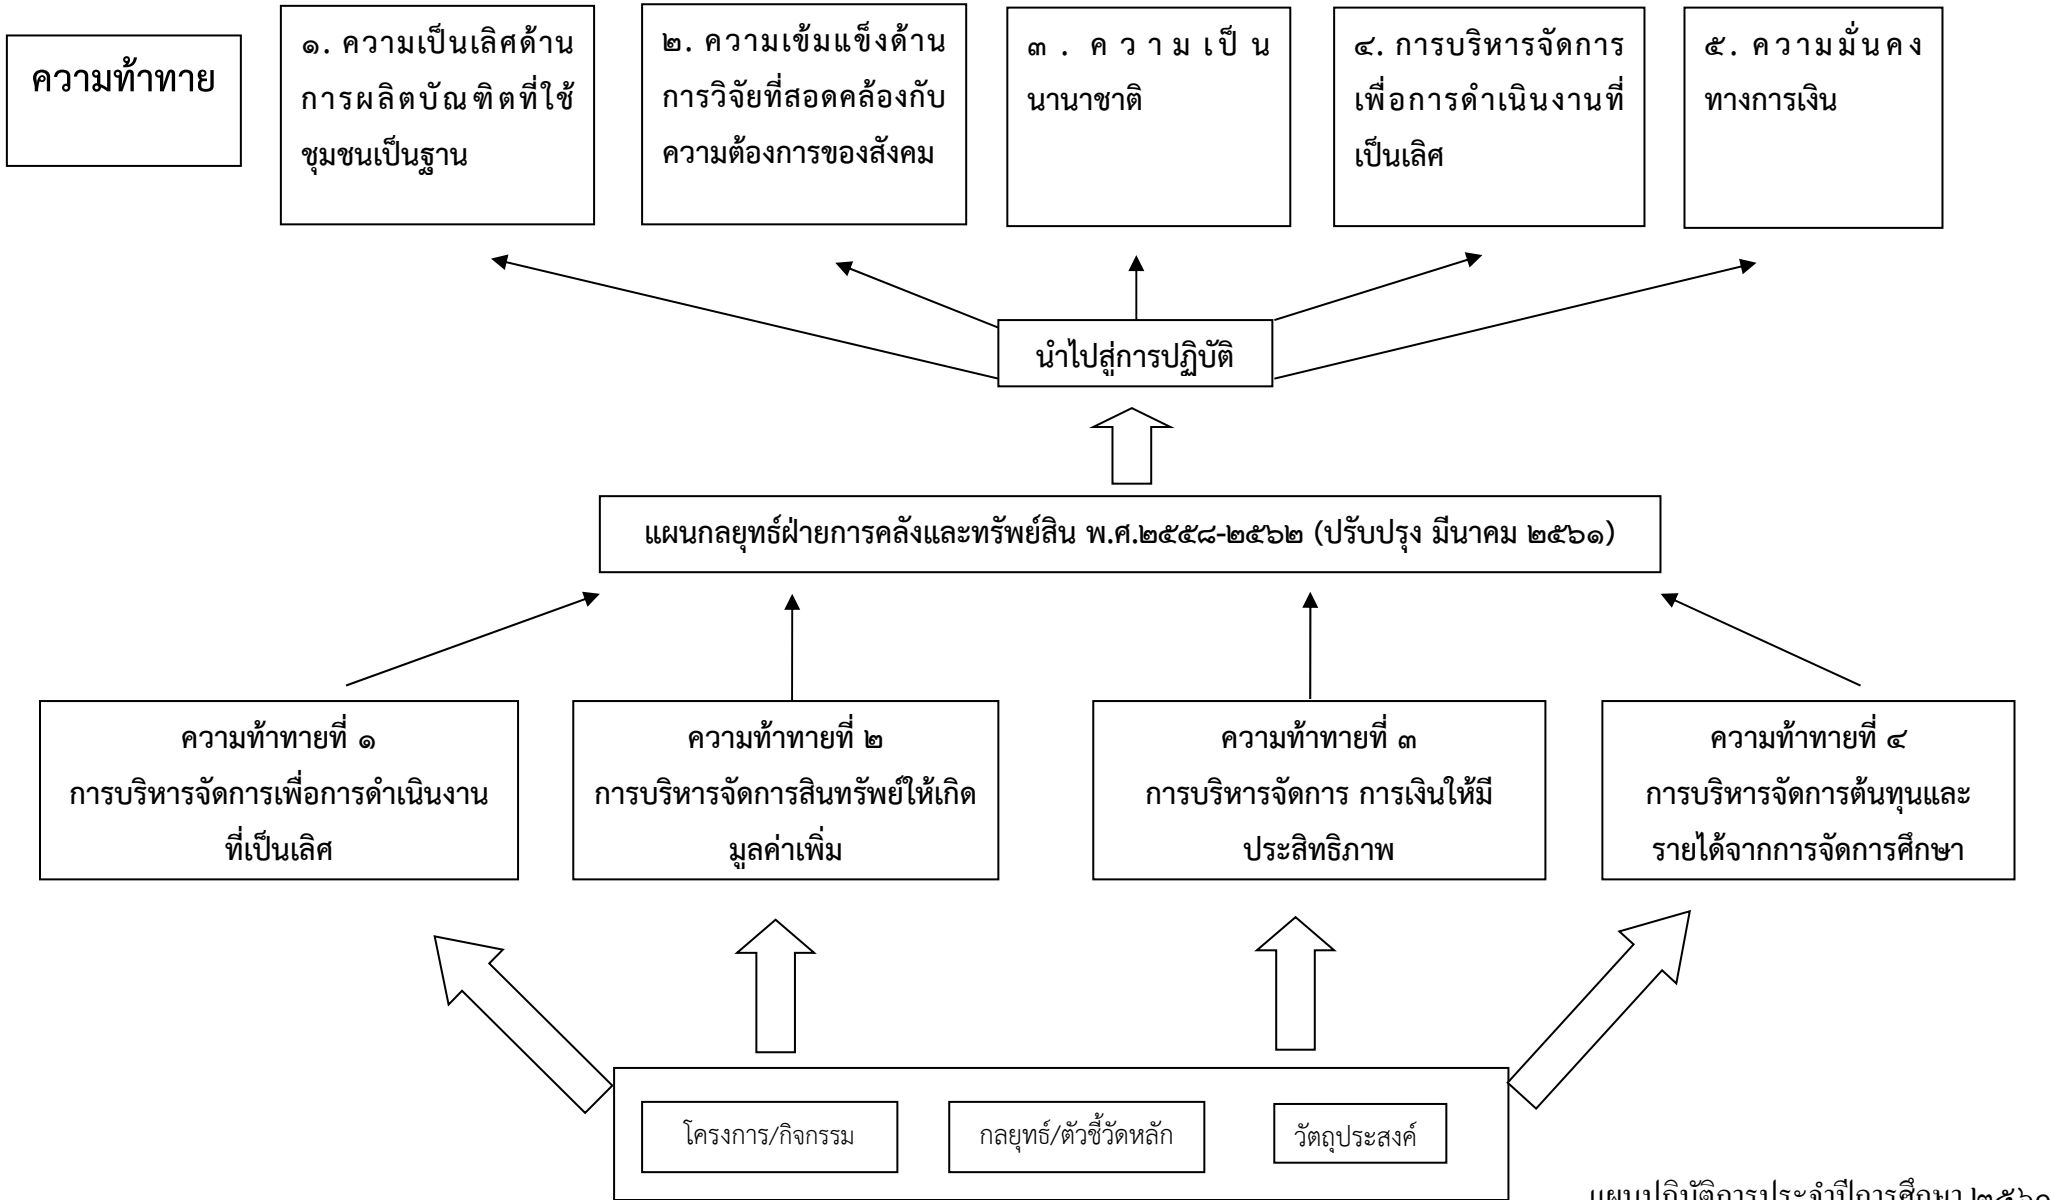 ความท้าทาย
๑. ความเป็นเลิศด้าน
การผลิตบัณฑิตที่ใช้
ชุมชนเป็นฐาน
๒. ความเข้มแข็งด้าน
การวิจัยที่สอดคล้องกับ
ความต้องการของสังคม
๓. ความเป็น
นานาชาติ
๔. การบริหารจัดการ
เพื่อการดำเนินงานที่
เป็นเลิศ
๕. ความมั่นคง
ทางการเงิน
นำไปสู่การปฏิบัติ
แผนกลยุทธ์ฝ่ายการคลังและทรัพย์สิน พ.ศ.๒๕๕๘-๒๕๖๒ (ปรับปรุง มีนาคม ๒๕๖๑)
ความท้าทายที่ ๑
การบริหารจัดการเพื่อการดำเนินงาน
ที่เป็นเลิศ
ความท้าทายที่ ๒
การบริหารจัดการสินทรัพย์ให้เกิด
มูลค่าเพิ่ม
ความท้าทายที่ ๓
การบริหารจัดการ การเงินให้มี
ประสิทธิภาพ
ความท้าทายที่ ๔
การบริหารจัดการต้นทุนและ
รายได้จากการจัดการศึกษา
โครงการ/กิจกรรม
กลยุทธ์/ตัวชี้วัดหลัก
วัตถุประสงค์
แผนปฏิบัติการประจำปีการศึกษา